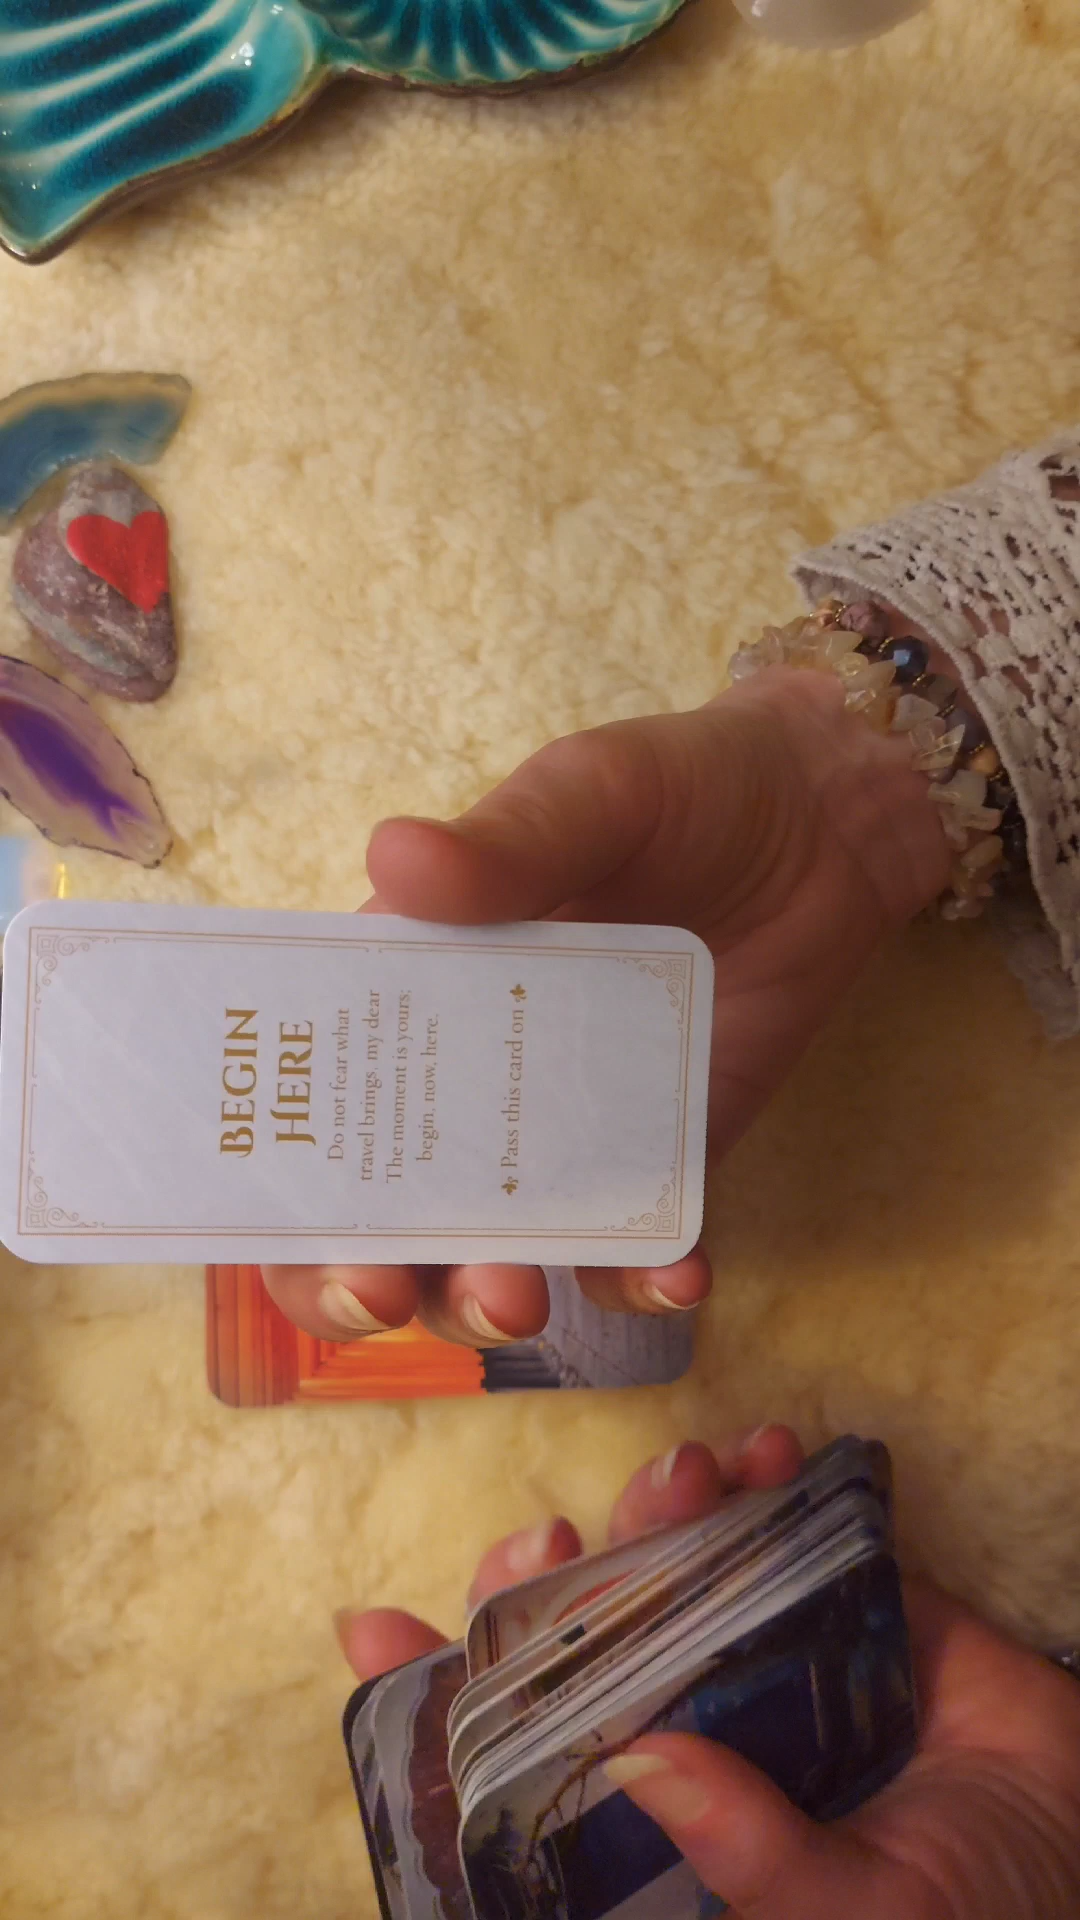 BEGIN
HERE
Do not fear what
travel brings, my dear
The moment is yours:
begin, now, here.
Pass this card on